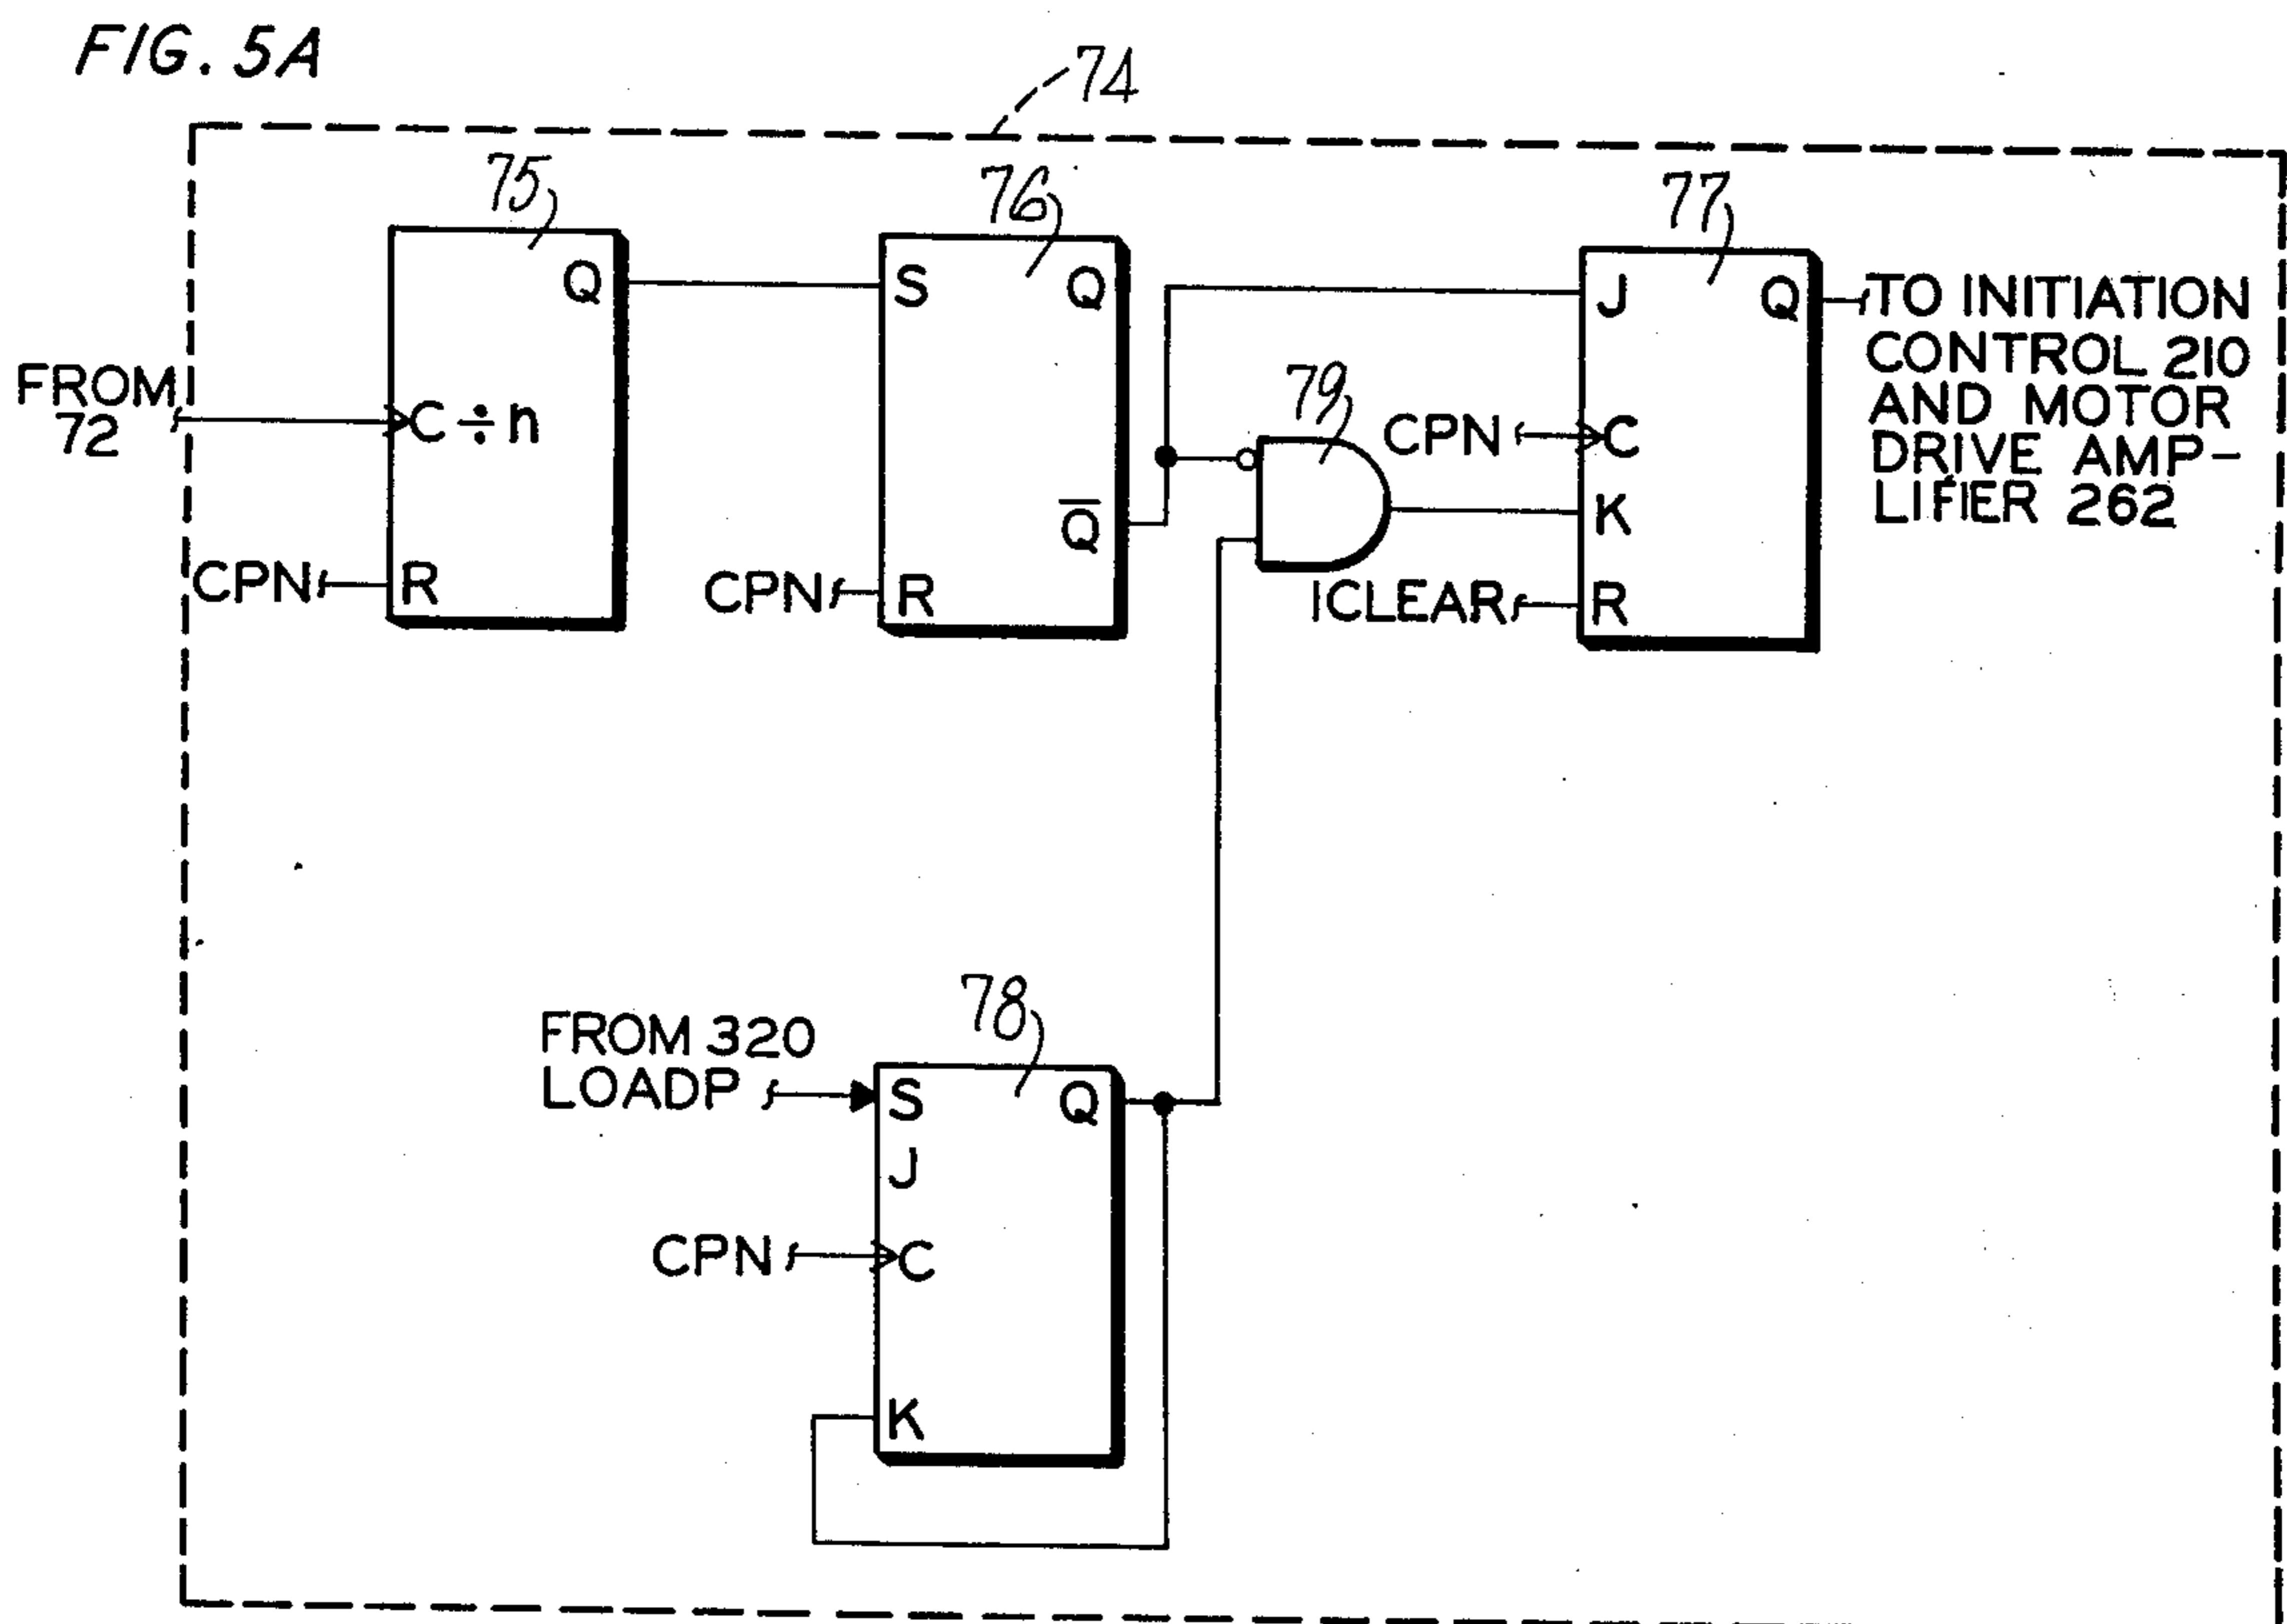 FIG. 5A
74
75
76
77
Q
S
Q
J
Q
TO INITIATION
CONTROL 210
AND MOTOR
DRIVE AMP-
LIFIER 262
FROM
72
C ÷ n
79
CPN
C
Q̅
K
CPN
R
CPN
R
ICLEAR
R
78
FROM 320
LOADP
S
Q
J
CPN
C
K